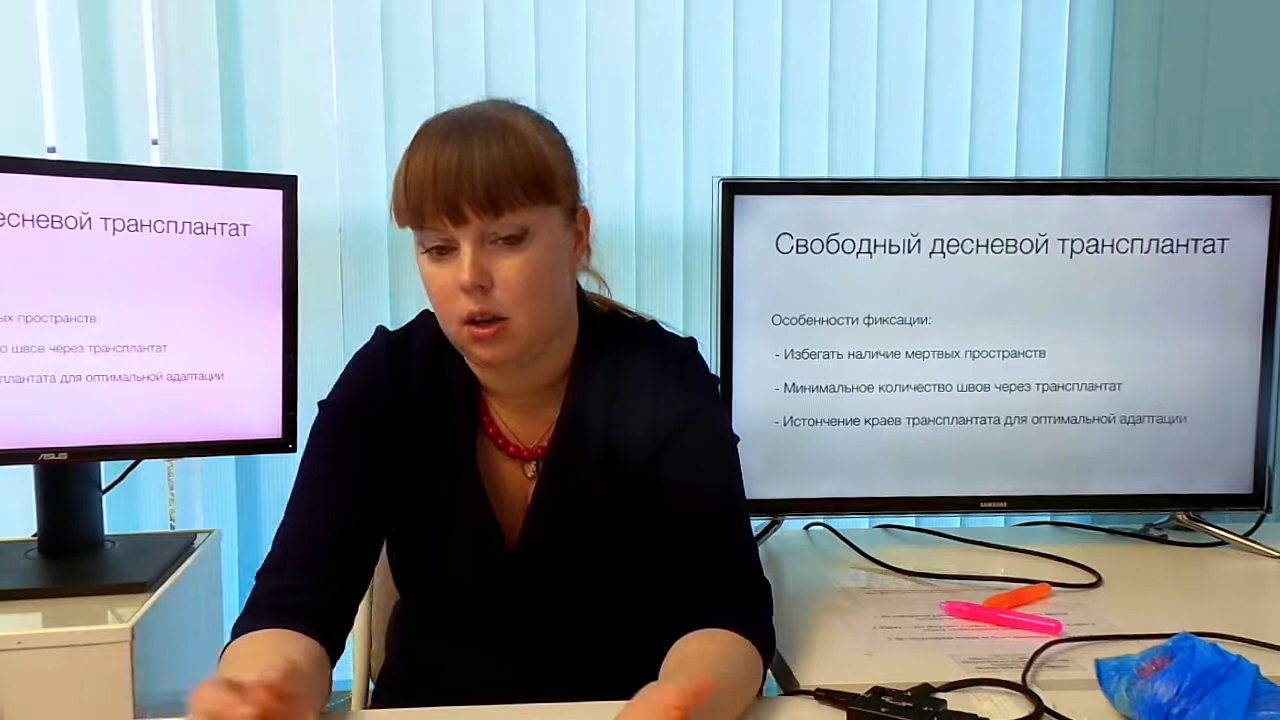 есневой трансплантат
ых пространств
о швов через трансплантат
плантата для оптимальной адаптации
ASUS
Свободный десневой трансплантат
Особенности фиксации:
- Избегать наличие мертвых пространств
- Минимальное количество швов через трансплантат
- Истончение краев трансплантата для оптимальной адаптации
SAMSUNG